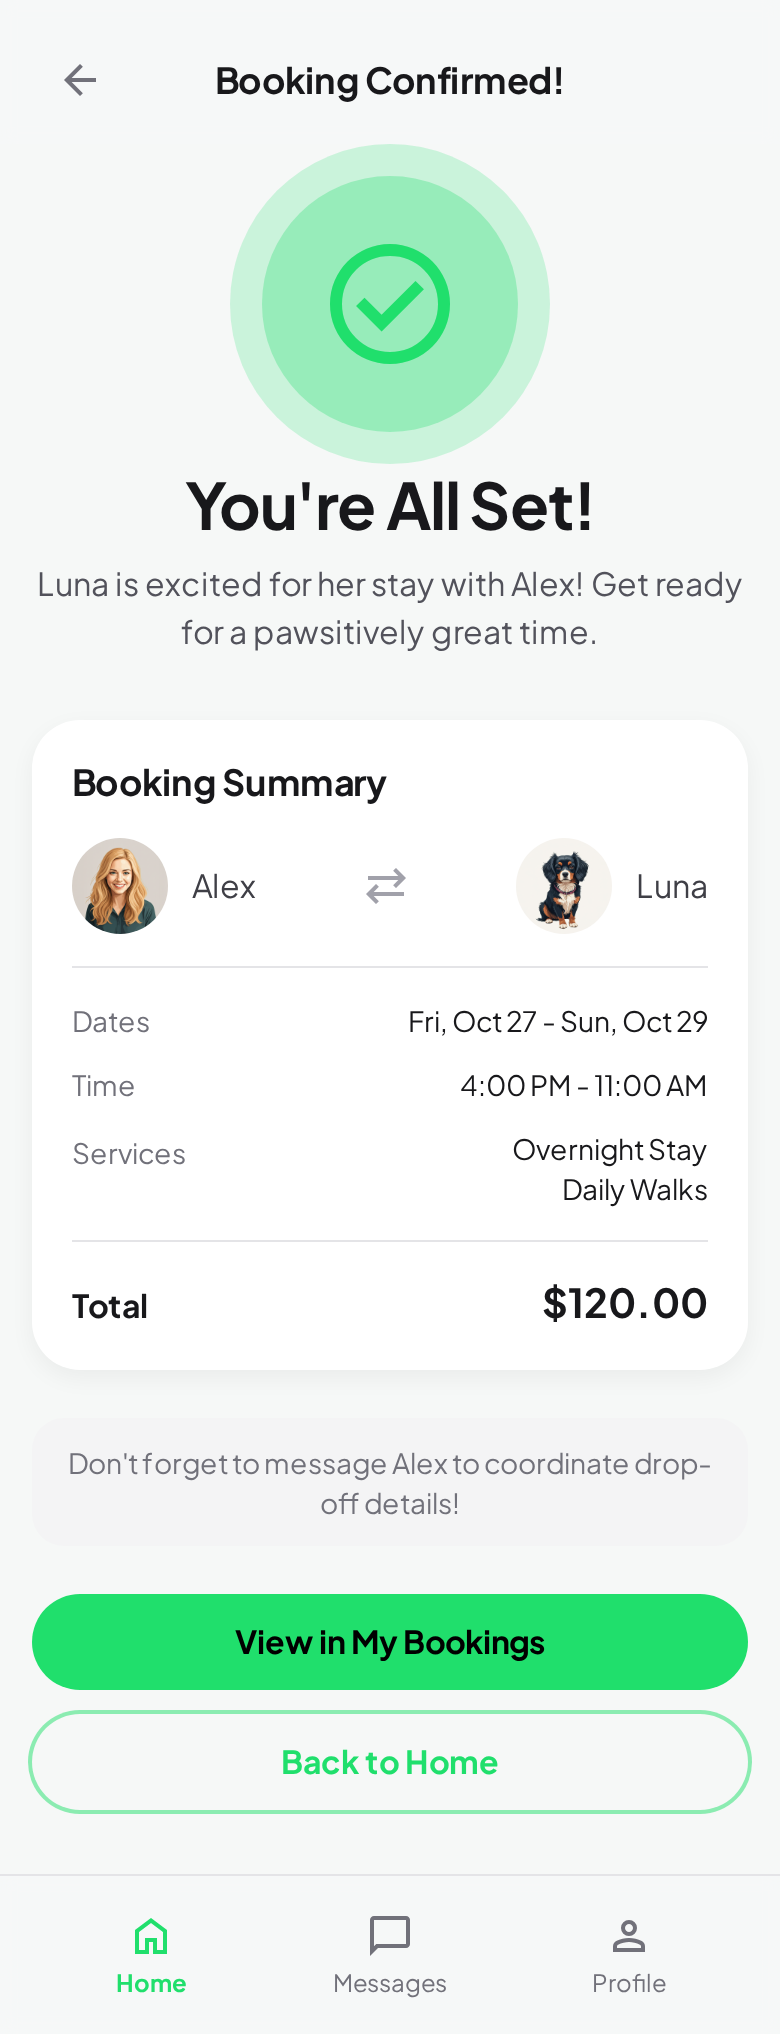 Booking Confirmed!
You're All Set!
Luna is excited for her stay with Alex! Get ready
for a pawsitively great time.
Booking Summary
Alex
Luna
Dates
Fri, Oct 27 - Sun, Oct 29
Time
4:00 PM - 11:00 AM
Services
Overnight Stay
Daily Walks
Total
$120.00
Don't forget to message Alex to coordinate drop-
off details!
View in My Bookings
Back to Home
Home
Messages
Profile